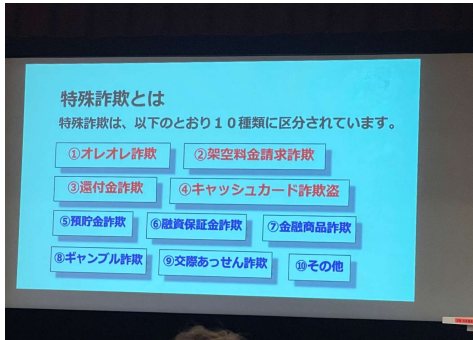 特殊詐欺とは
特殊詐欺は、以下のとおり１０種類に区分されています。
①オレオレ詐欺 ②架空料金請求詐欺
③還付金詐欺 ④キャッシュカード詐欺盗
⑤預貯金詐欺 ⑥融資保証金詐欺 ⑦金融商品詐欺
⑧ギャンブル詐欺 ⑨交際あっせん詐欺 ⑩その他